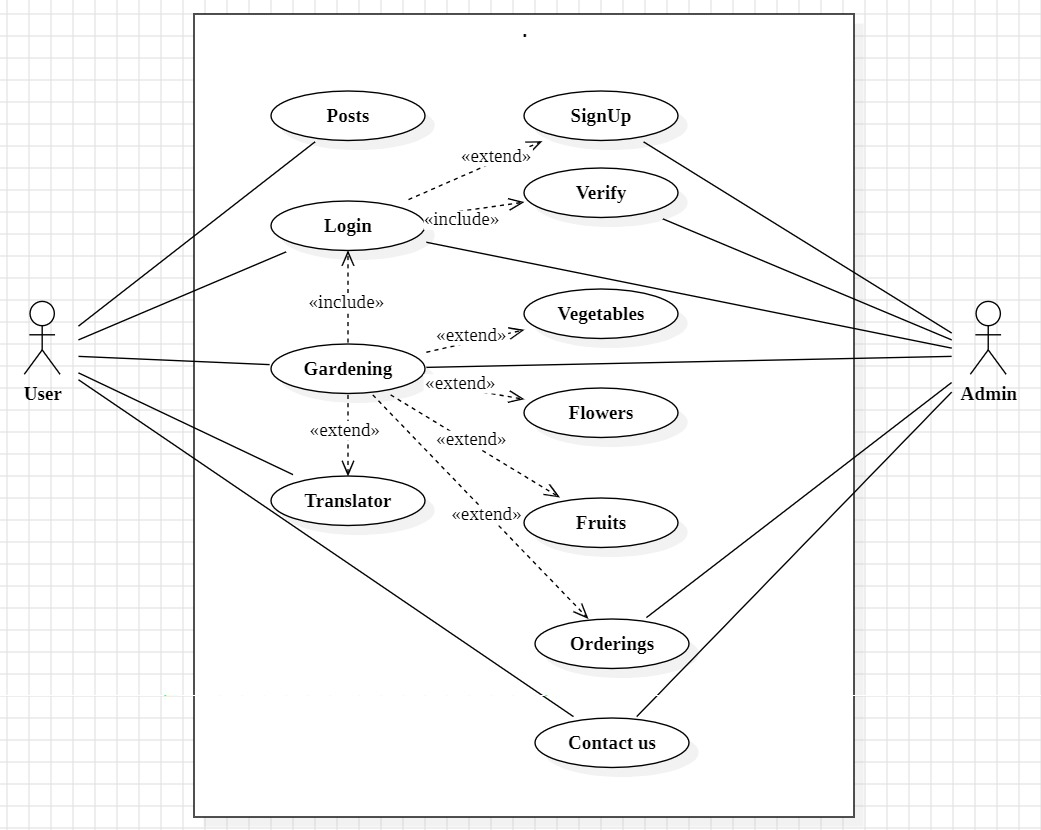 .
Posts
SignUp
«extend»
Verify
«include»
Login
«include»
Vegetables
«extend»
Gardening
«extend»
User
Admin
Flowers
«extend»
«extend»
Translator
«extend»
Fruits
Orderings
Contact us